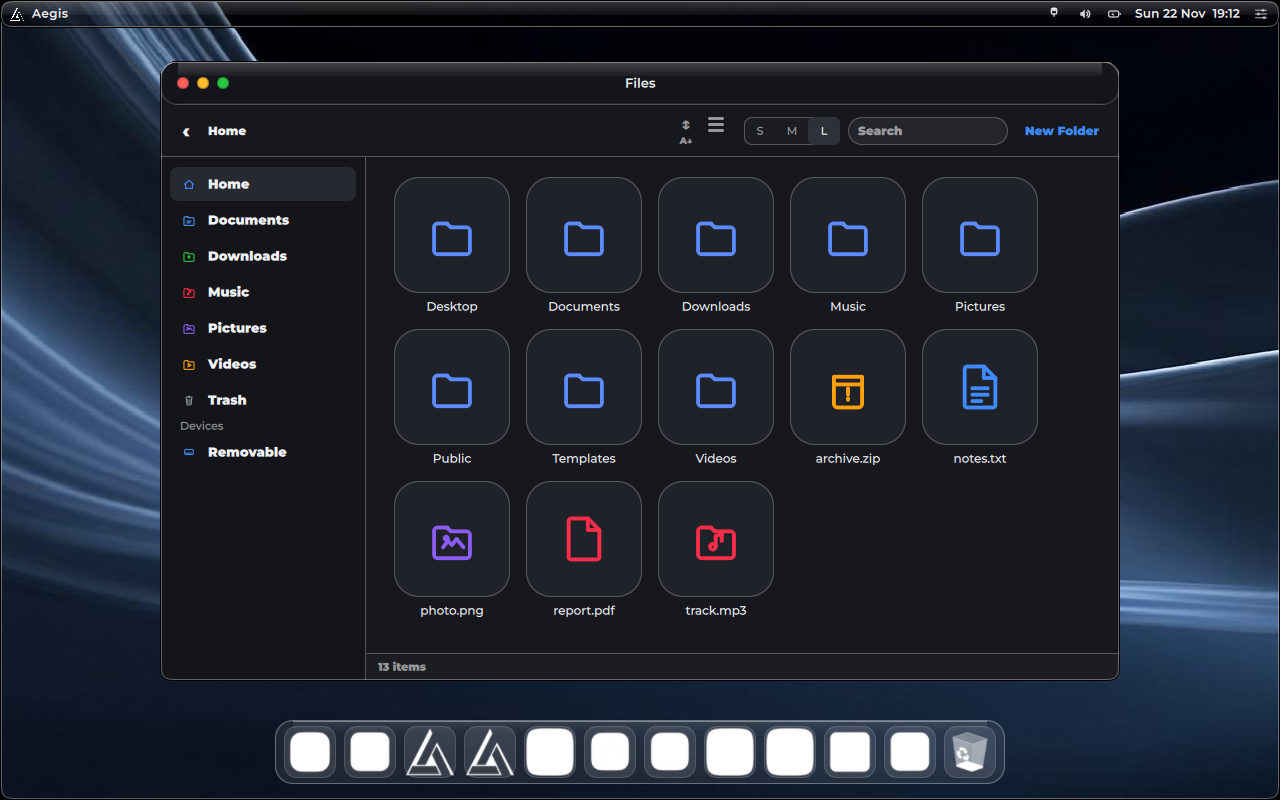 Aegis
Sun 22 Nov 19:12
Files
Home
A
S M L
Search
New Folder
Home
Documents
Downloads
Music
Pictures
Videos
Trash
Devices
Removable
Desktop
Documents
Downloads
Music
Pictures
Public
Templates
Videos
archive.zip
notes.txt
photo.png
report.pdf
track.mp3
13 items